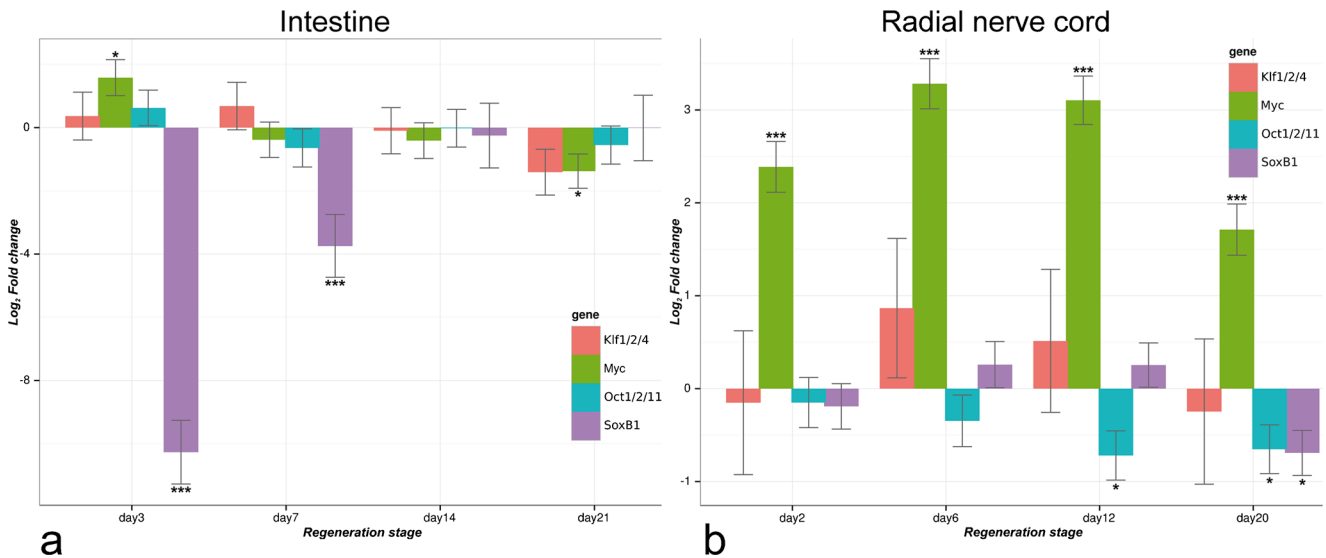 Intestine
*
***
***
*
0
-4
-8
Log2 Fold change
gene
Klf1/2/4
Myc
Oct1/2/11
SoxB1
day3
day7
day14
day21
Regeneration stage
a
Radial nerve cord
***
***
***
***
*
*
*
3
2
1
0
-1
Log2 Fold change
gene
Klf1/2/4
Myc
Oct1/2/11
SoxB1
day2
day6
day12
day20
Regeneration stage
b